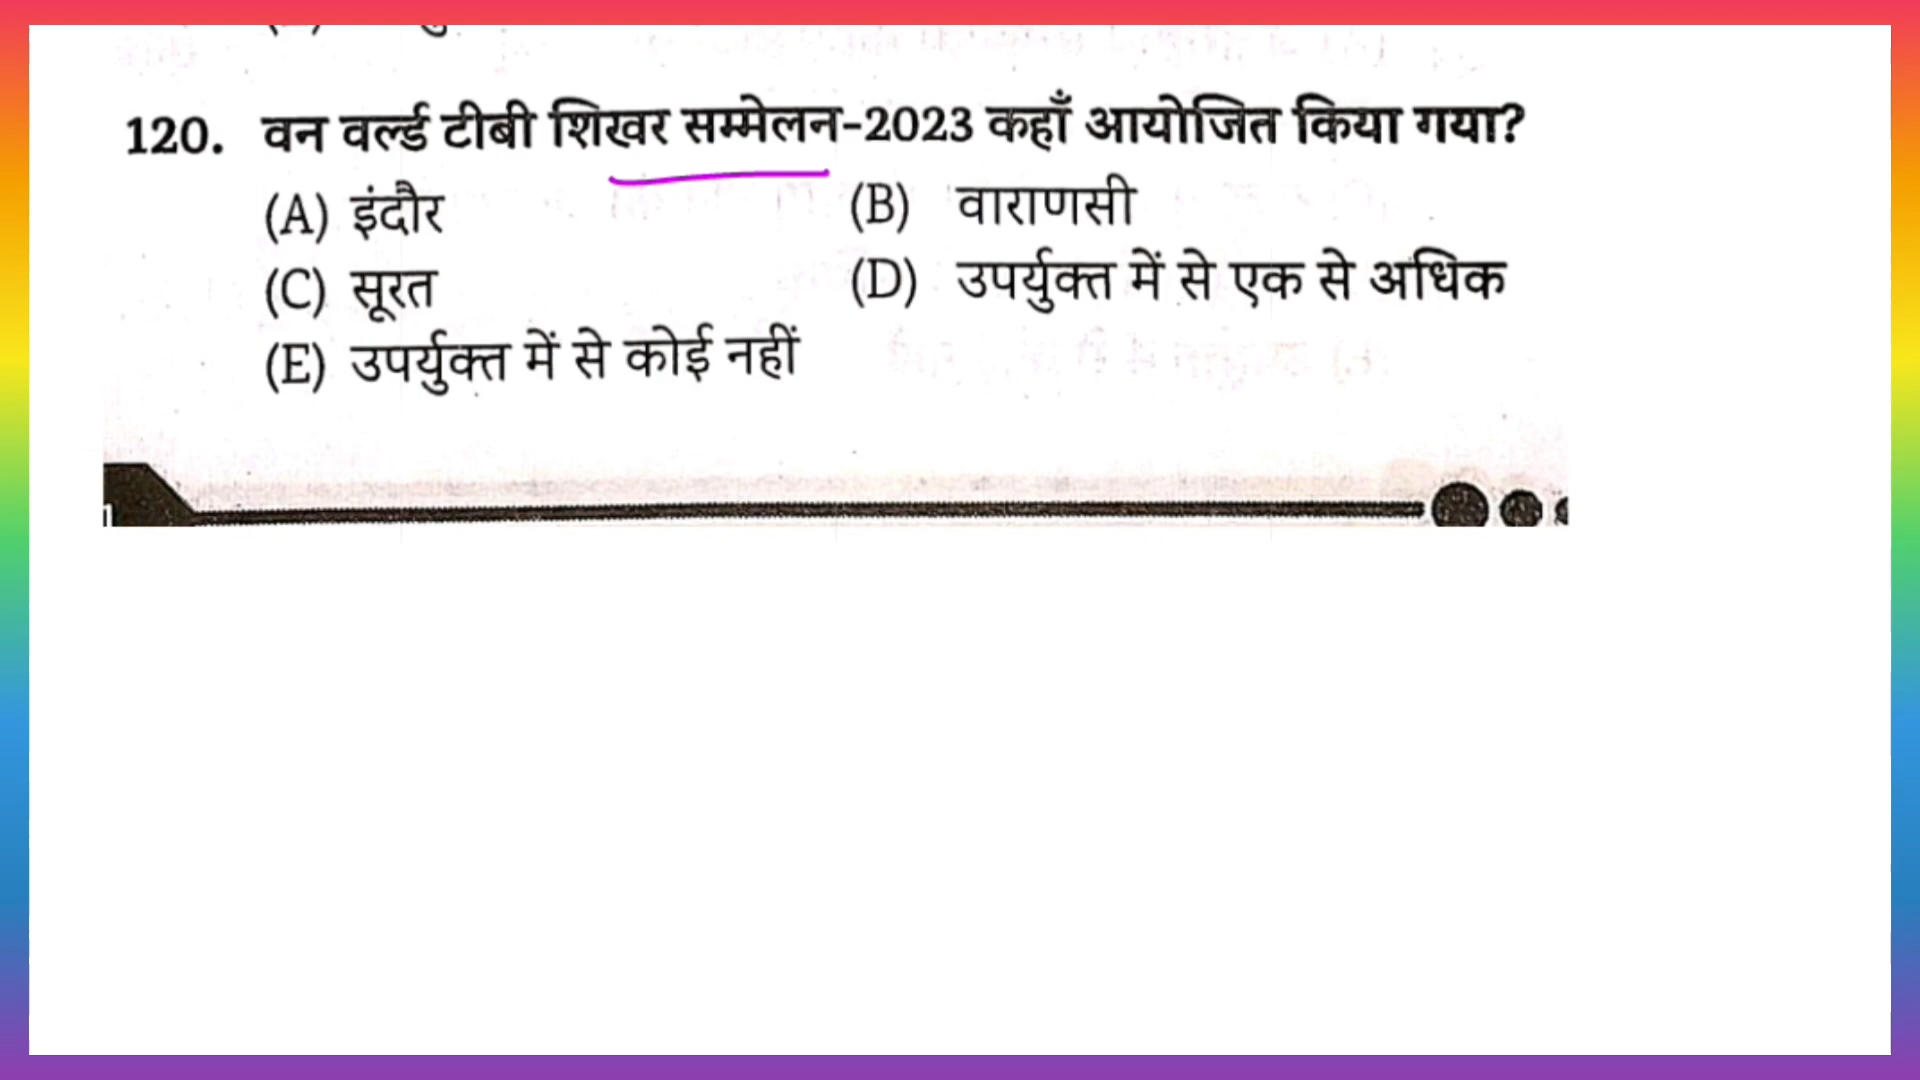 120. वन वर्ल्ड टीबी शिखर सम्मेलन-2023 कहाँ आयोजित किया गया?
(A) इंदौर (B) वाराणसी
(C) सूरत (D) उपर्युक्त में से एक से अधिक
(E) उपर्युक्त में से कोई नहीं